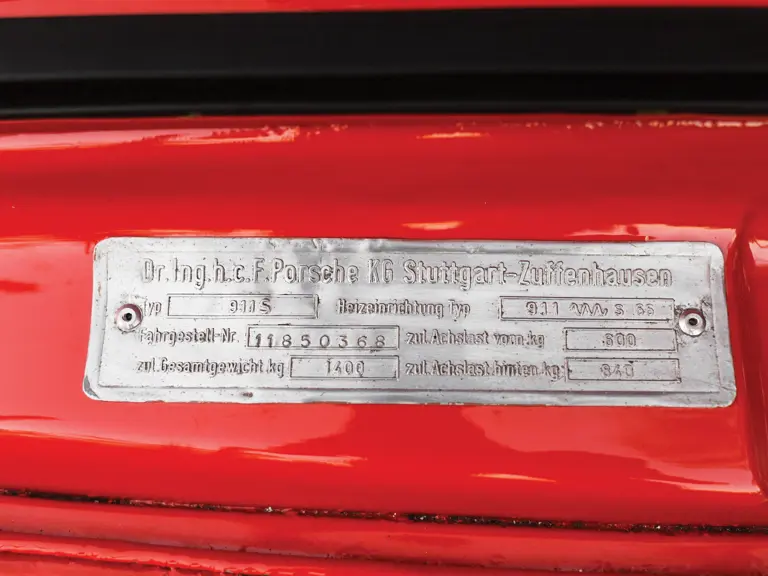 Dr. Ing. h. c. F. Porsche KG Stuttgart-Zuffenhausen
Typ 911S Heizeinrichtung Typ 911 S 66
Fahrgestell-Nr. 11850368 zul. Achslast vorn kg 600
zul. Gesamtgewicht kg 1400 zul. Achslast hinten kg: 840